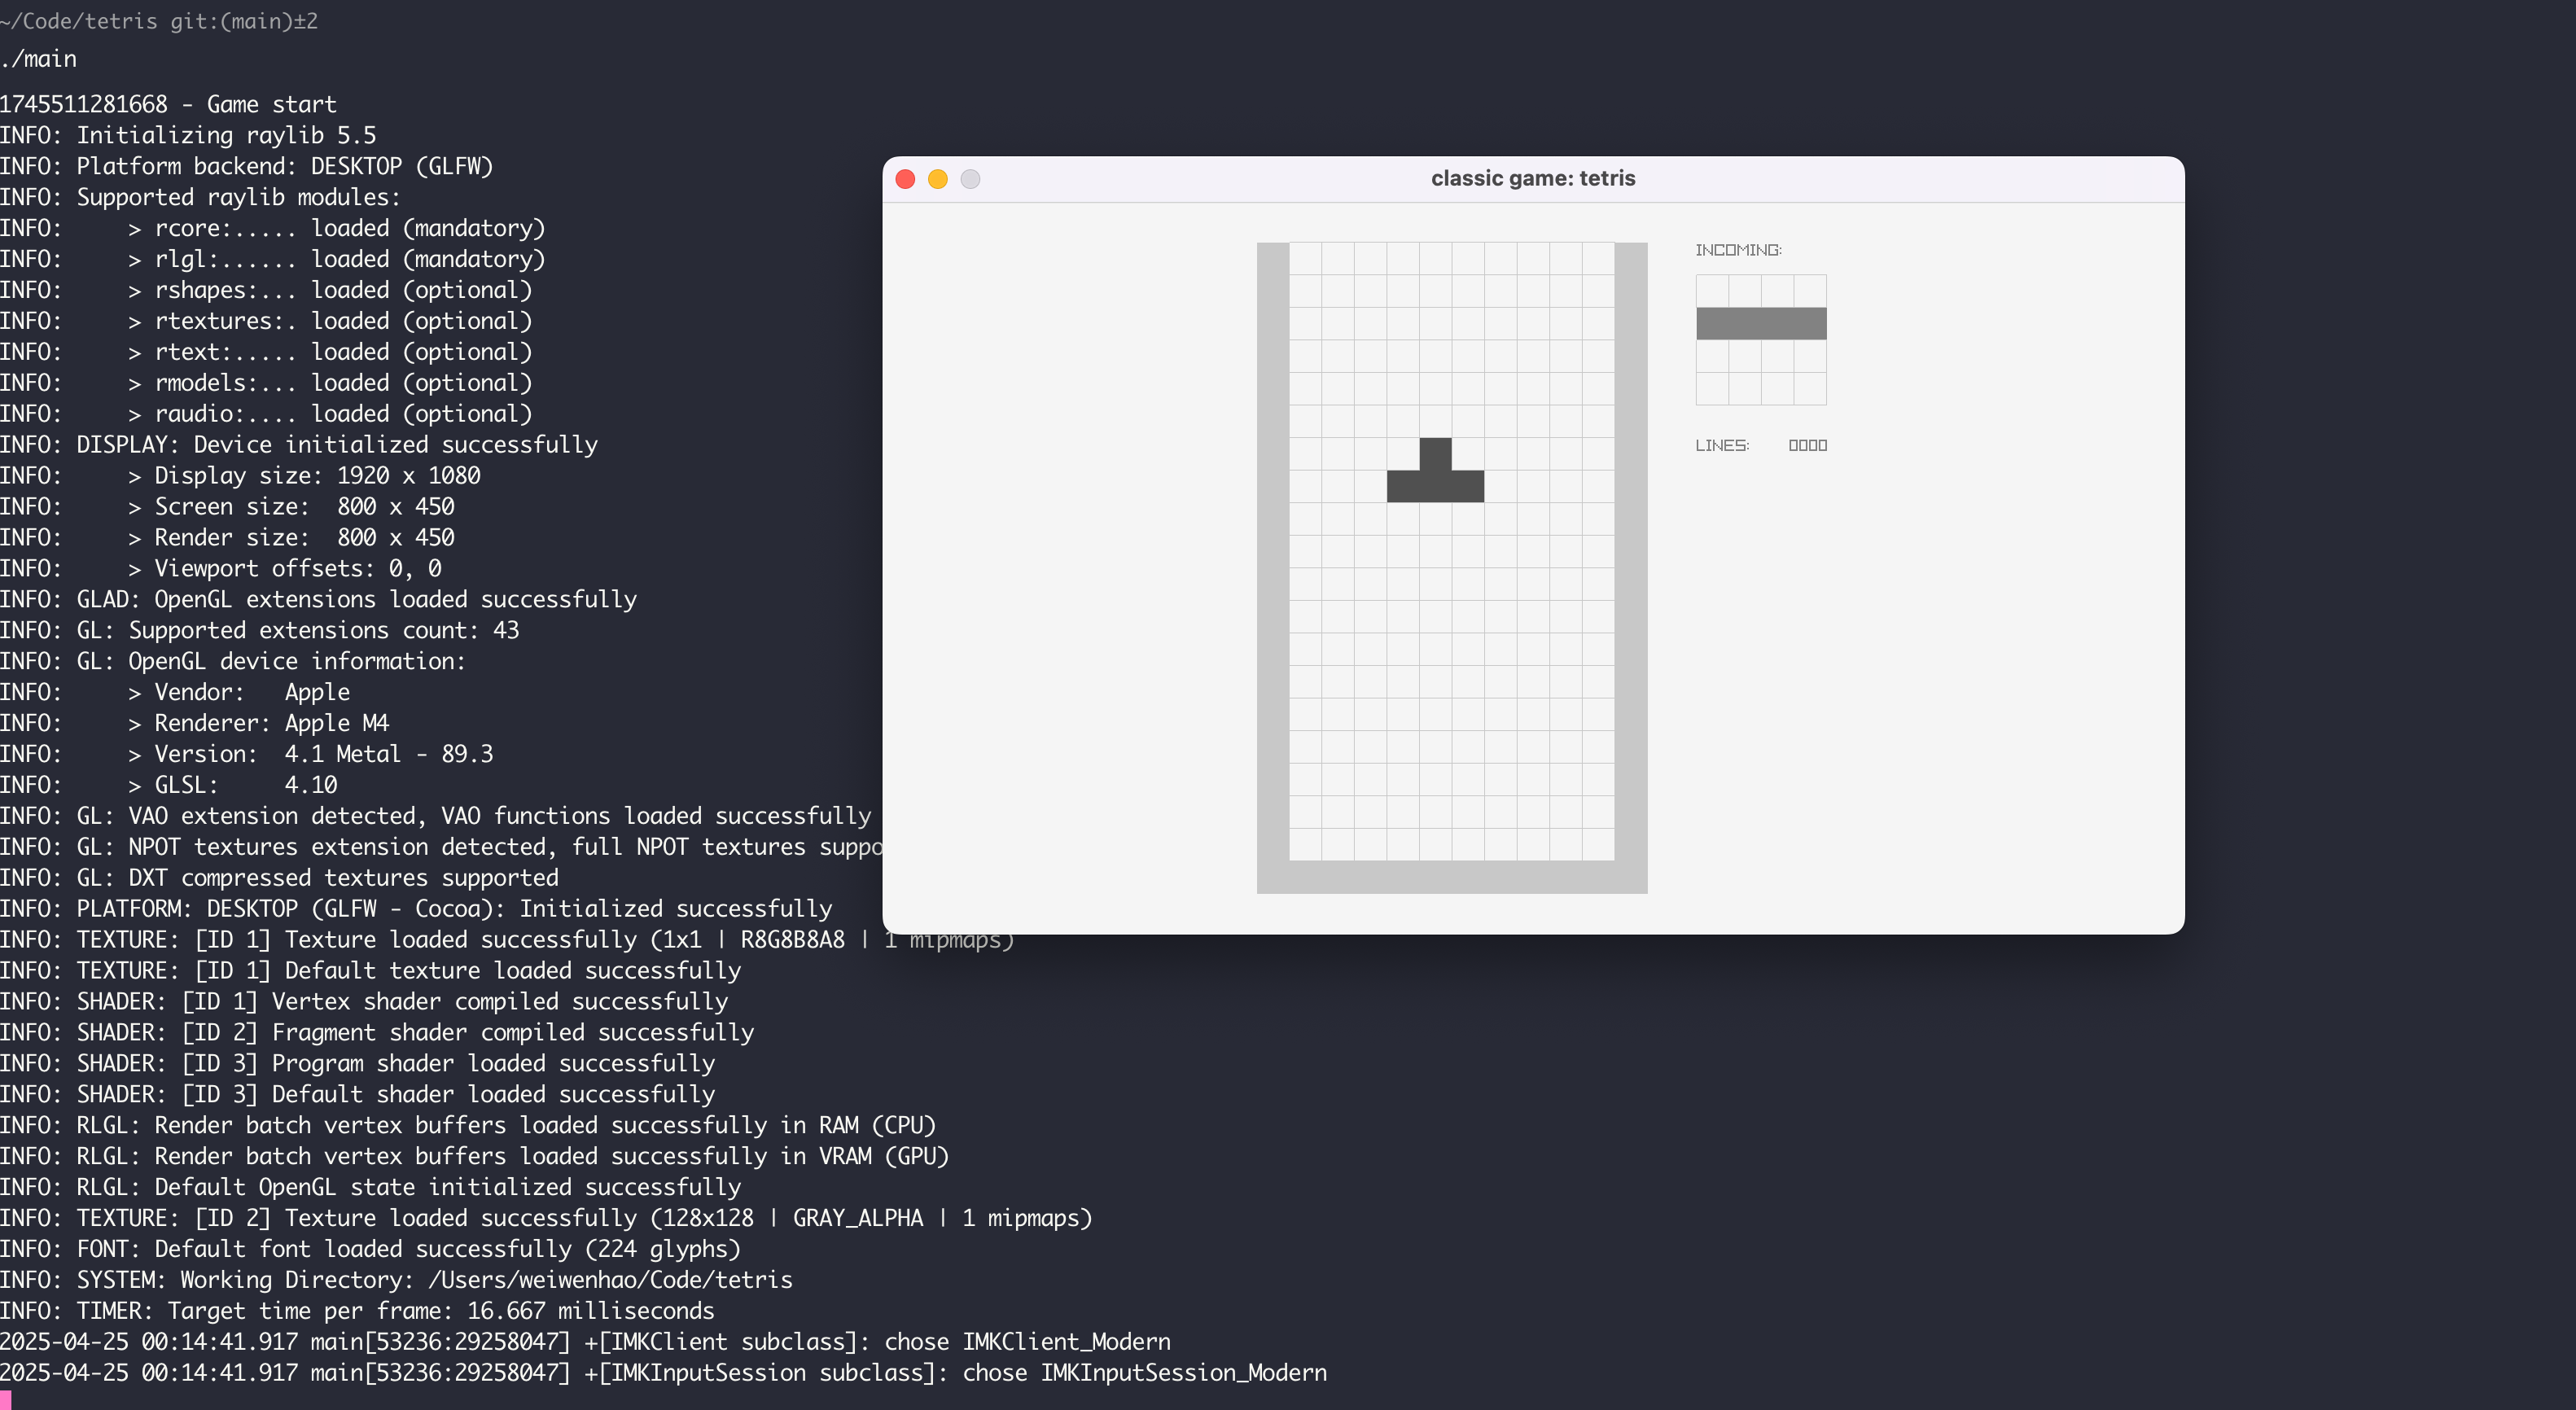 ~/Code/tetris git:(main)±2
./main
1745511281668 - Game start
INFO: Initializing raylib 5.5
INFO: Platform backend: DESKTOP (GLFW)
INFO: Supported raylib modules:
INFO:     > rcore:..... loaded (mandatory)
INFO:     > rlgl:...... loaded (mandatory)
INFO:     > rshapes:... loaded (optional)
INFO:     > rtextures:. loaded (optional)
INFO:     > rtext:..... loaded (optional)
INFO:     > rmodels:... loaded (optional)
INFO:     > raudio:.... loaded (optional)
INFO: DISPLAY: Device initialized successfully
INFO:     > Display size: 1920 x 1080
INFO:     > Screen size:  800 x 450
INFO:     > Render size:  800 x 450
INFO:     > Viewport offsets: 0, 0
INFO: GLAD: OpenGL extensions loaded successfully
INFO: GL: Supported extensions count: 43
INFO: GL: OpenGL device information:
INFO:     > Vendor:   Apple
INFO:     > Renderer: Apple M4
INFO:     > Version:  4.1 Metal - 89.3
INFO:     > GLSL:     4.10
INFO: GL: VAO extension detected, VAO functions loaded successfully
INFO: GL: NPOT textures extension detected, full NPOT textures suppo
INFO: GL: DXT compressed textures supported
INFO: PLATFORM: DESKTOP (GLFW - Cocoa): Initialized successfully
INFO: TEXTURE: [ID 1] Texture loaded successfully (1x1 | R8G8B8A8 | 1 mipmaps)
INFO: TEXTURE: [ID 1] Default texture loaded successfully
INFO: SHADER: [ID 1] Vertex shader compiled successfully
INFO: SHADER: [ID 2] Fragment shader compiled successfully
INFO: SHADER: [ID 3] Program shader loaded successfully
INFO: SHADER: [ID 3] Default shader loaded successfully
INFO: RLGL: Render batch vertex buffers loaded successfully in RAM (CPU)
INFO: RLGL: Render batch vertex buffers loaded successfully in VRAM (GPU)
INFO: RLGL: Default OpenGL state initialized successfully
INFO: TEXTURE: [ID 2] Texture loaded successfully (128x128 | GRAY_ALPHA | 1 mipmaps)
INFO: FONT: Default font loaded successfully (224 glyphs)
INFO: SYSTEM: Working Directory: /Users/weiwenhao/Code/tetris
INFO: TIMER: Target time per frame: 16.667 milliseconds
2025-04-25 00:14:41.917 main[53236:29258047] +[IMKClient subclass]: chose IMKClient_Modern
2025-04-25 00:14:41.917 main[53236:29258047] +[IMKInputSession subclass]: chose IMKInputSession_Modern
classic game: tetris
INCOMING:
LINES: 0000